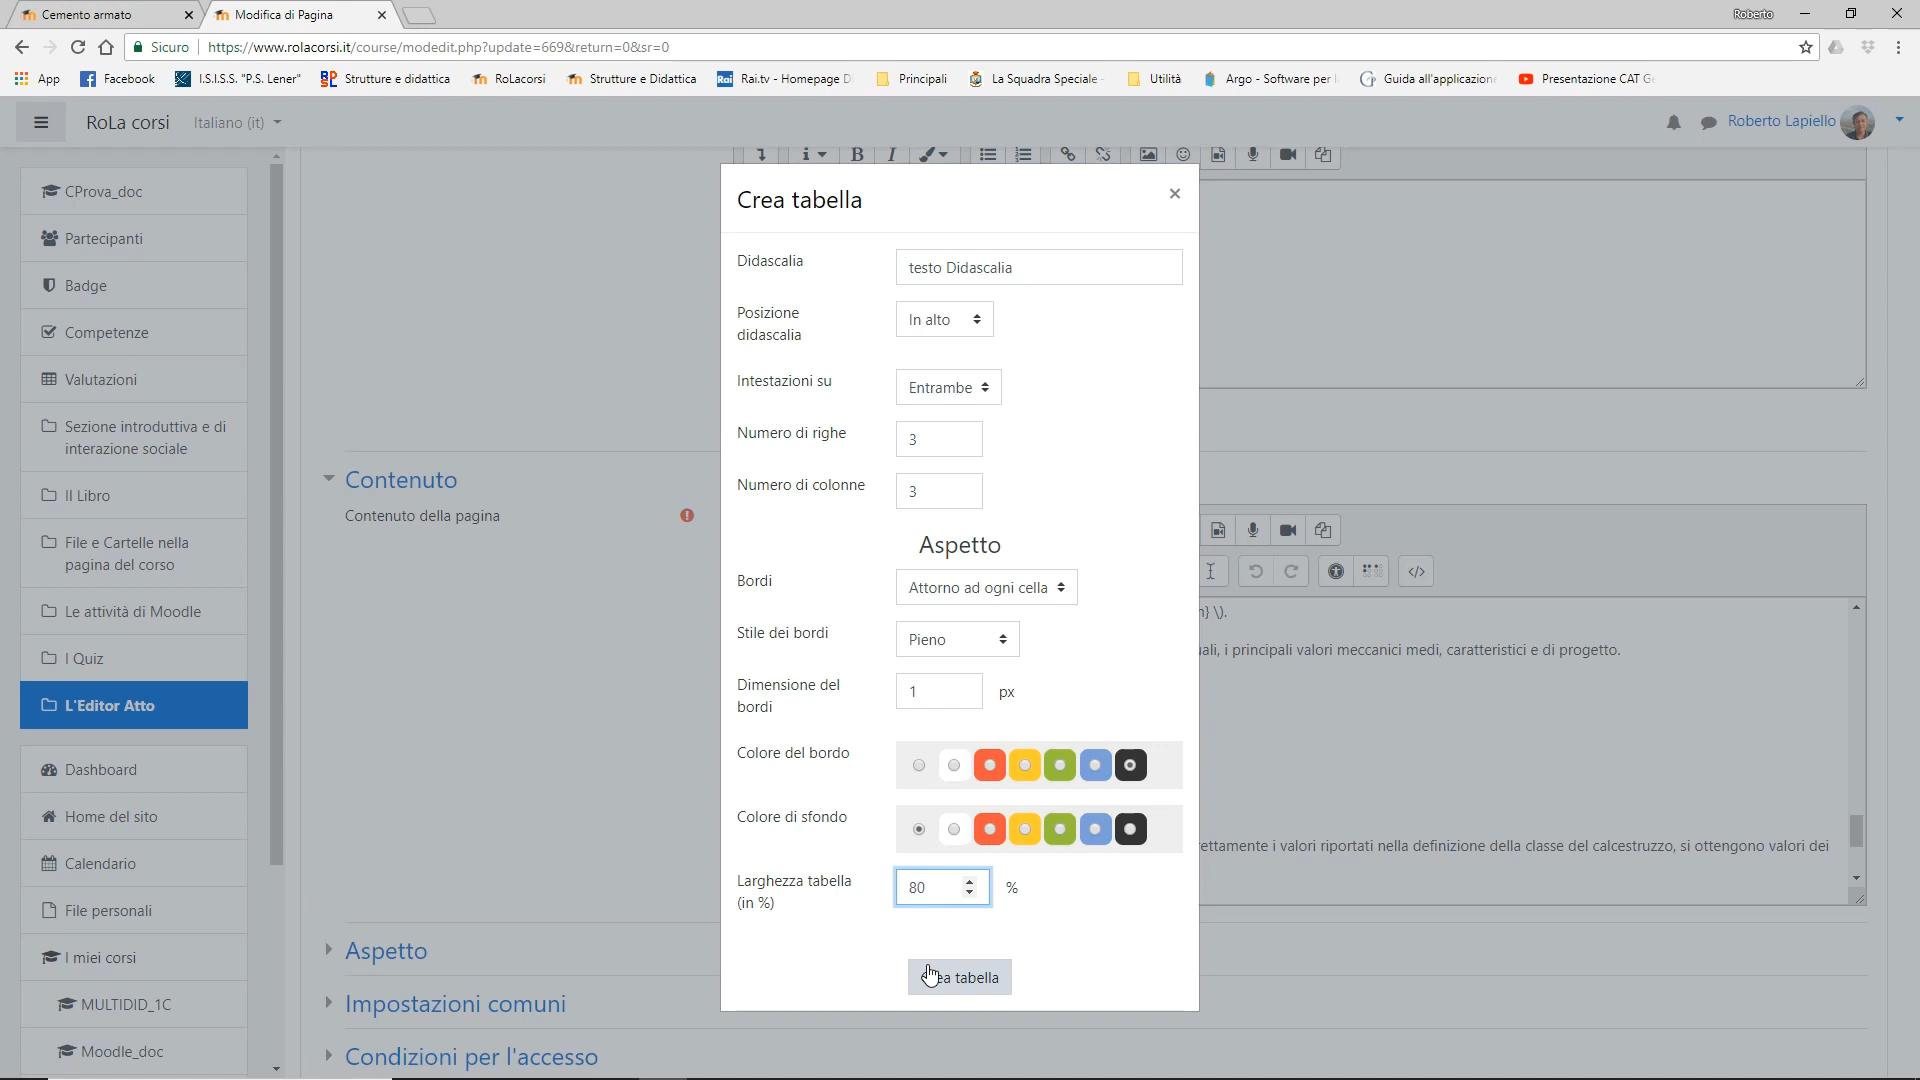 Cemento armato
Modifica di Pagina
Roberto
Sicuro
https://www.rolacorsi.it/course/modedit.php?update=669&return=0&sr=0
App
Facebook
I.S.I.S.S. "P.S. Lener"
Strutture e didattica
RoLacorsi
Strutture e Didattica
Rai.tv - Homepage D
Principali
La Squadra Speciale
Utilità
Argo - Software per
Guida all'applicazion
Presentazione CAT G
RoLa corsi
Italiano (it)
Roberto Lapiello
CProva_doc
Partecipanti
Badge
Competenze
Valutazioni
Sezione introduttiva e di
interazione sociale
Il Libro
File e Cartelle nella
pagina del corso
Le attività di Moodle
I Quiz
L'Editor Atto
Dashboard
Home del sito
Calendario
File personali
I miei corsi
MULTIDID_1C
Moodle_doc
Contenuto
Contenuto della pagina
Aspetto
Impostazioni comuni
Condizioni per l'accesso
Crea tabella
Didascalia
testo Didascalia
Posizione
didascalia
In alto
Intestazioni su
Entrambe
Numero di righe
3
Numero di colonne
3
Aspetto
Bordi
Attorno ad ogni cella
Stile dei bordi
Pieno
Dimensione del
bordi
1
px
Colore del bordo
Colore di sfondo
Larghezza tabella
(in %)
80
%
ea tabella
} \).
uali, i principali valori meccanici medi, caratteristici e di progetto.
rettamente i valori riportati nella definizione della classe del calcestruzzo, si ottengono valori dei